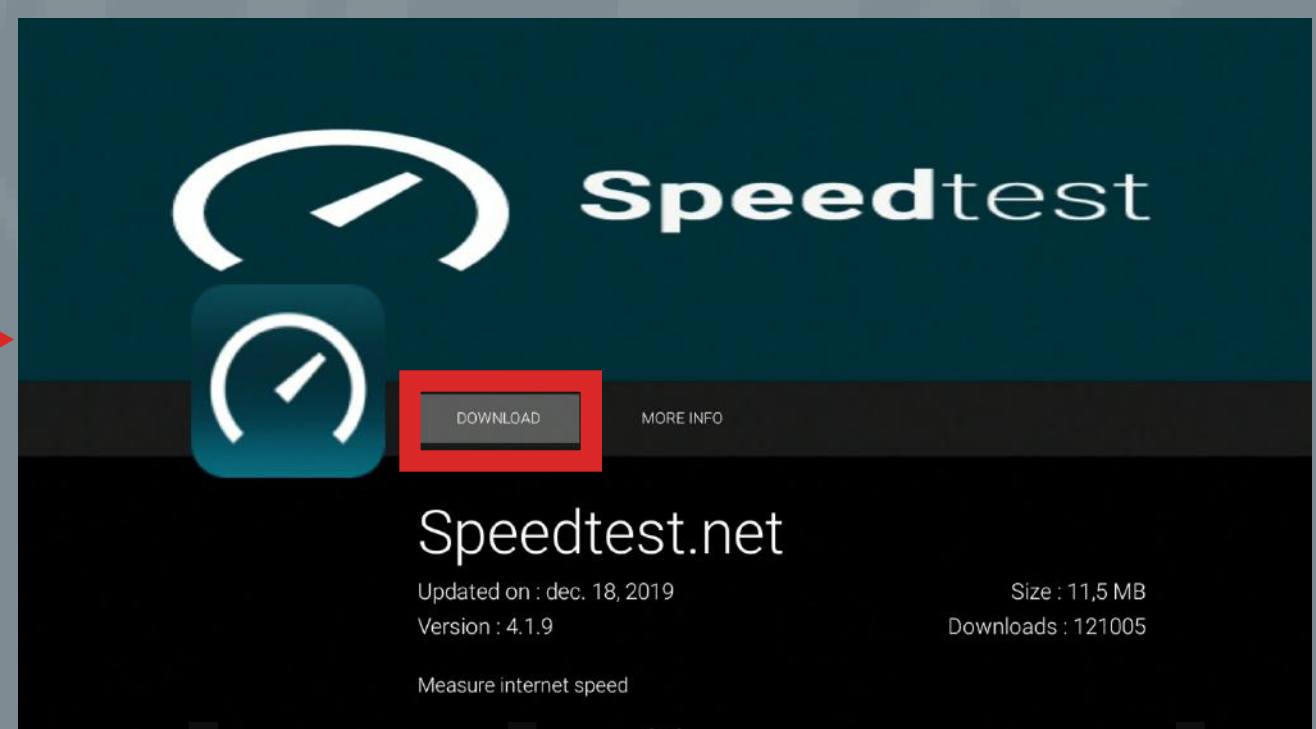 Speedtest
DOWNLOAD
MORE INFO
Speedtest.net
Updated on : dec. 18, 2019
Size : 11,5 MB
Version : 4.1.9
Downloads : 121005
Measure internet speed